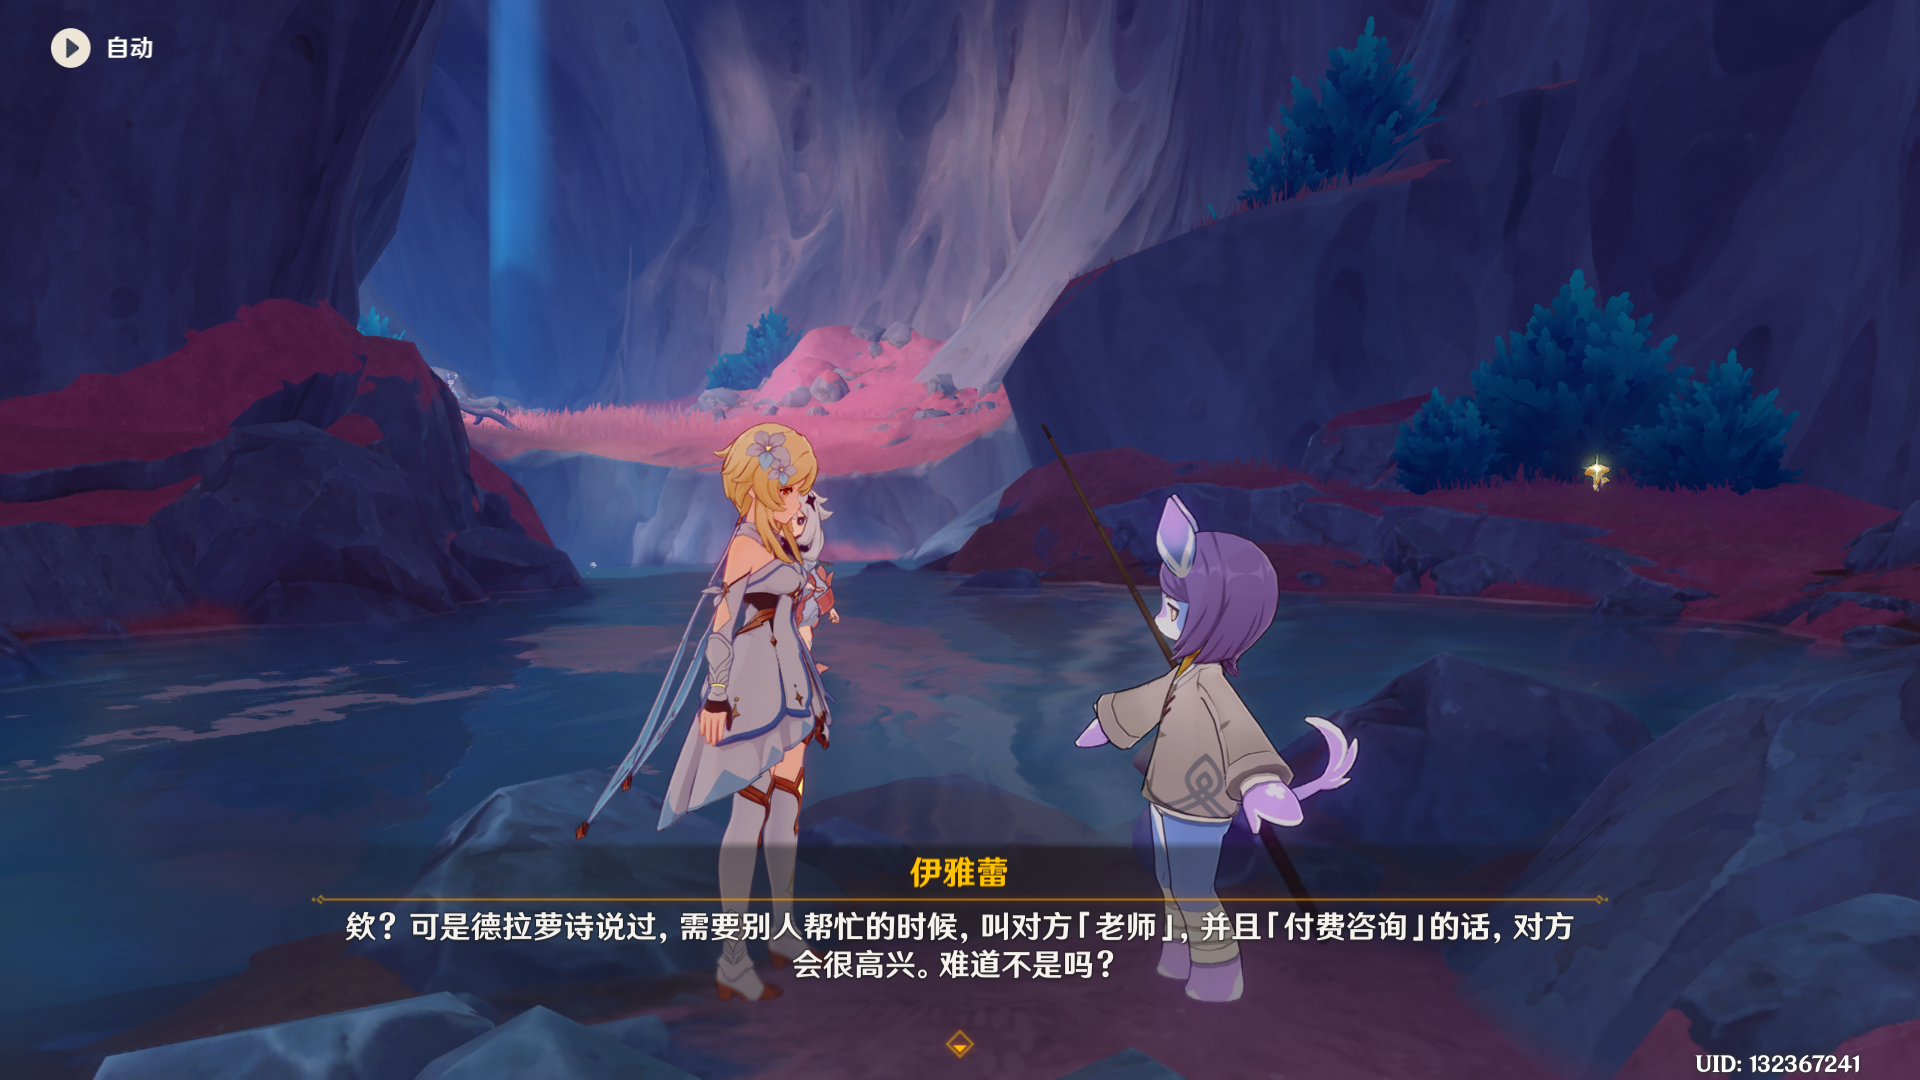 自动
伊雅蕾
欸？可是德拉萝诗说过，需要别人帮忙的时候，叫对方「老师」，并且「付费咨询」的话，对方
会很高兴。难道不是吗？
UID: 132367241